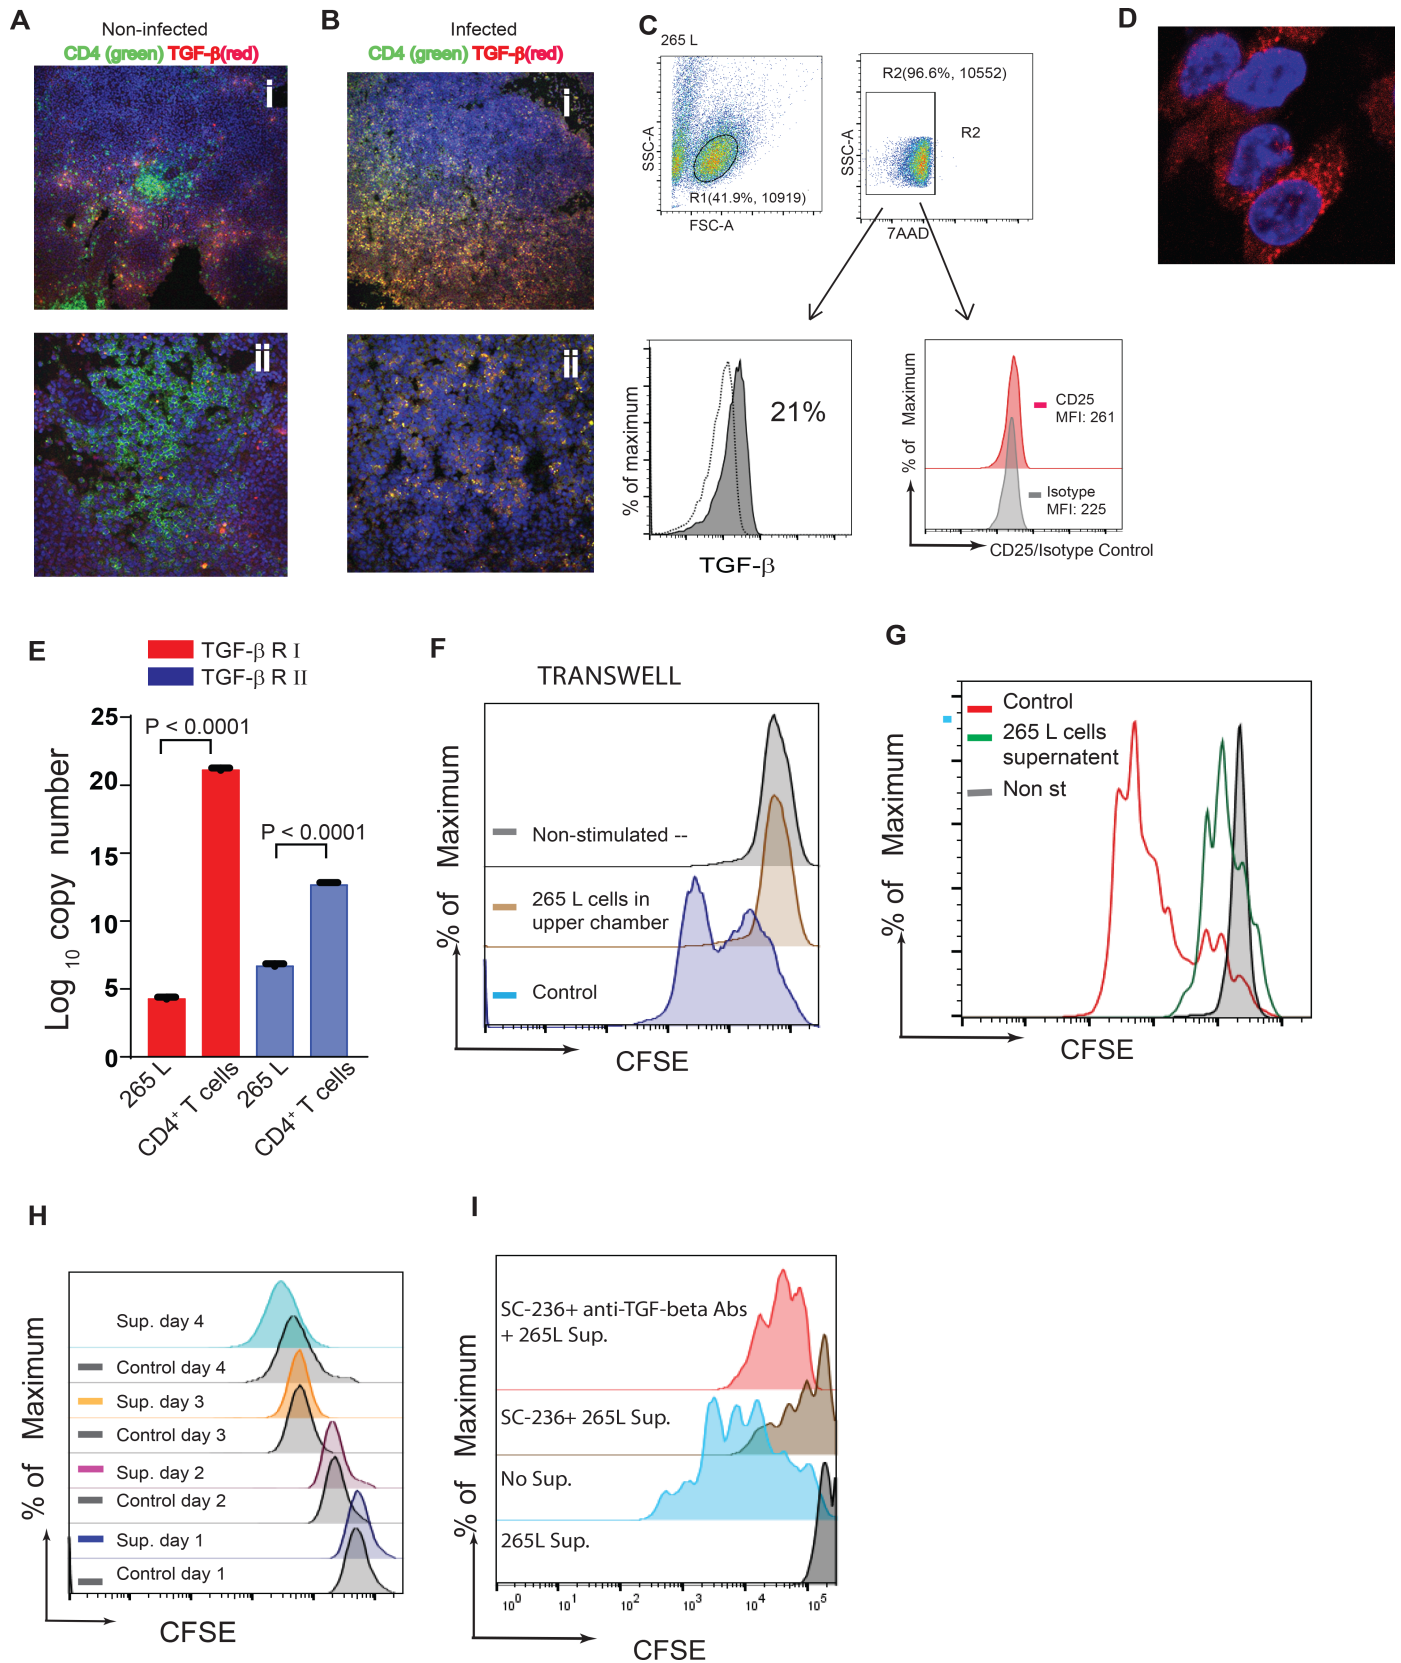 A
Non-infected
CD4 (green) TGF-β(red)
i
ii
B
Infected
CD4 (green) TGF-β(red)
i
ii
C
265 L
SSC-A
R1(41.9%, 10919)
FSC-A
R2(96.6%, 10552)
R2
SSC-A
7AAD
% of maximum
21%
TGF-β
% of Maximum
CD25
MFI: 261
Isotype
MFI: 225
CD25/Isotype Control
D
E
TGF-β R I
TGF-β R II
Log 10 copy number
25
20
15
10
5
0
P < 0.0001
P < 0.0001
265 L
CD4+ T cells
265 L
CD4+ T cells
F
TRANSWELL
% of Maximum
Non-stimulated --
265 L cells in
upper chamber
Control
CFSE
G
% of Maximum
Control
265 L cells
supernatent
Non st
CFSE
H
% of Maximum
Sup. day 4
Control day 4
Sup. day 3
Control day 3
Sup. day 2
Control day 2
Sup. day 1
Control day 1
CFSE
I
% of Maximum
SC-236+ anti-TGF-beta Abs
+ 265L Sup.
SC-236+ 265L Sup.
No Sup.
265L Sup.
10^0 10^1 10^2 10^3 10^4 10^5
CFSE